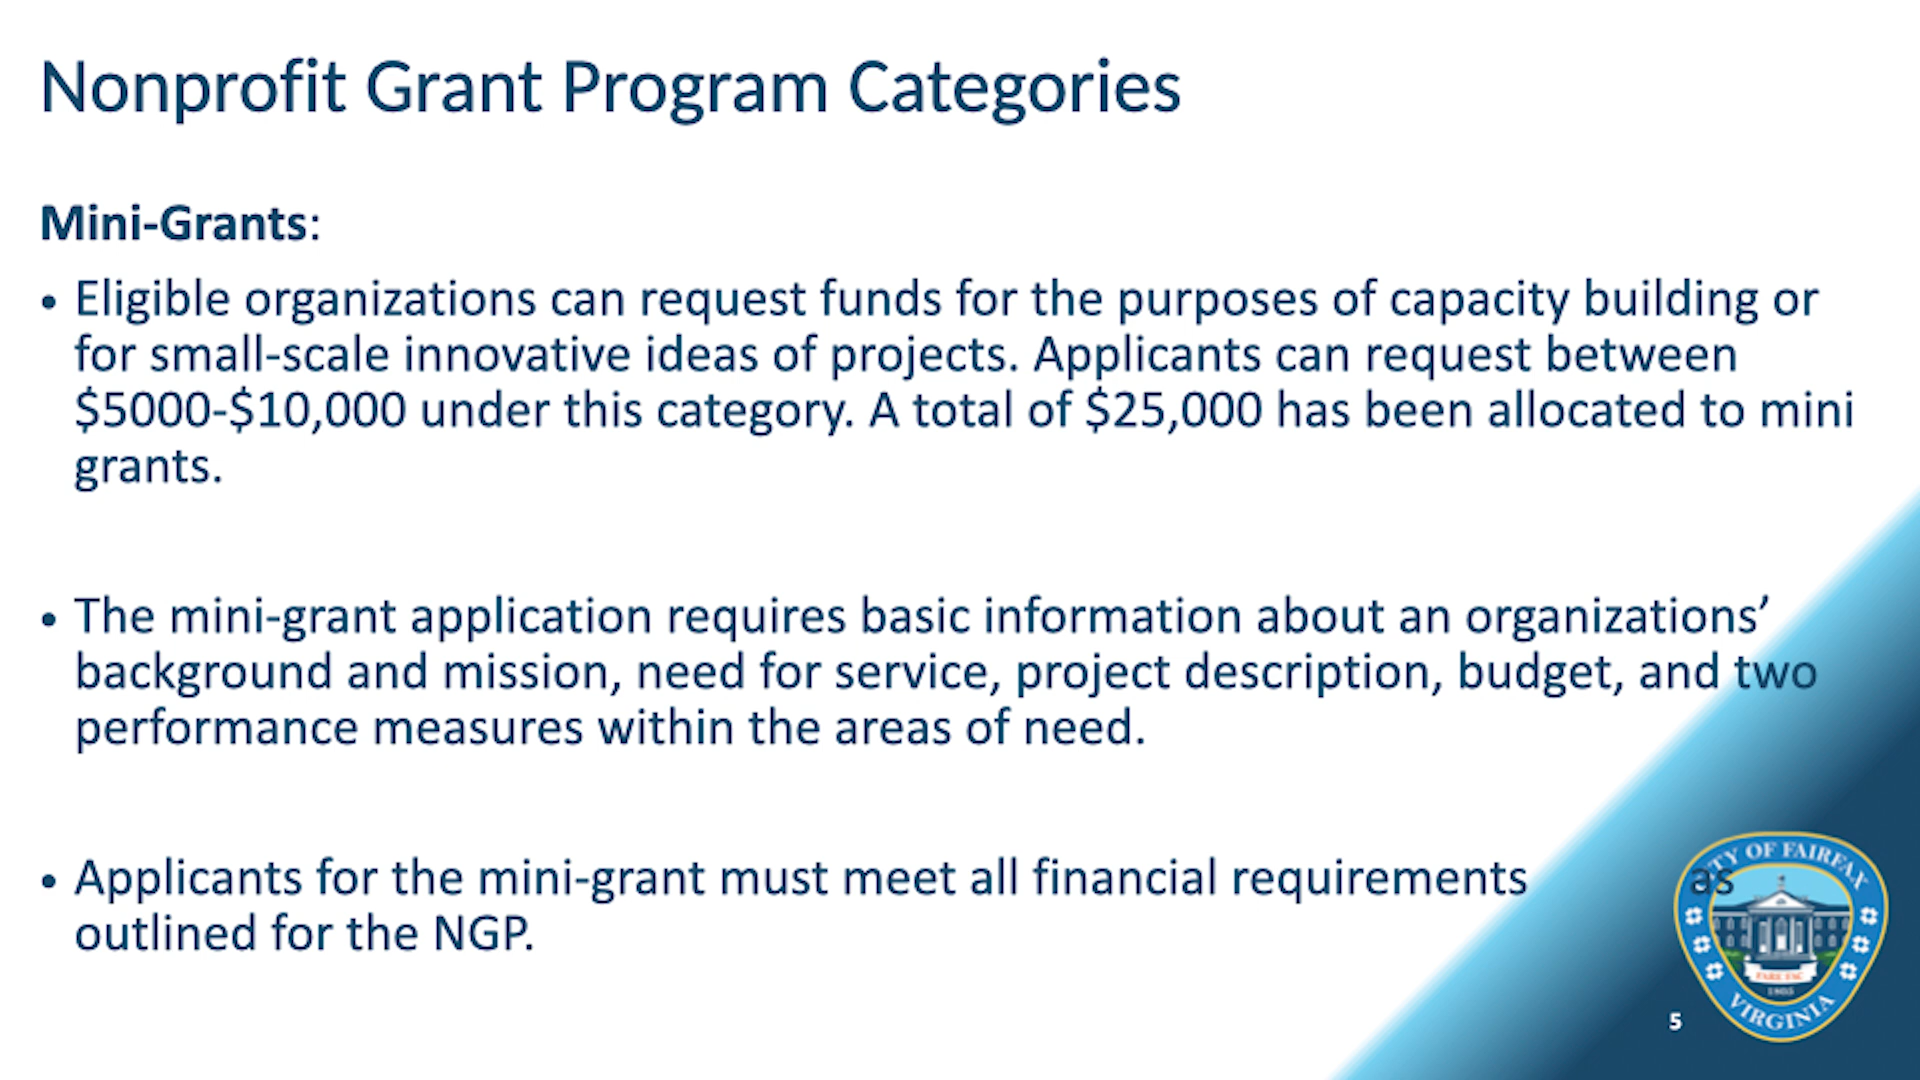 Nonprofit Grant Program Categories
Mini-Grants:
• Eligible organizations can request funds for the purposes of capacity building or
for small-scale innovative ideas of projects. Applicants can request between
$5000-$10,000 under this category. A total of $25,000 has been allocated to mini
grants.
• The mini-grant application requires basic information about an organizations’
background and mission, need for service, project description, budget, and two
performance measures within the areas of need.
• Applicants for the mini-grant must meet all financial requirements as
outlined for the NGP.
OF FAIRFAX
1805
VIRGINIA
5